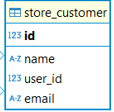 store_customer
123 id
A-Z name
123 user_id
A-Z email